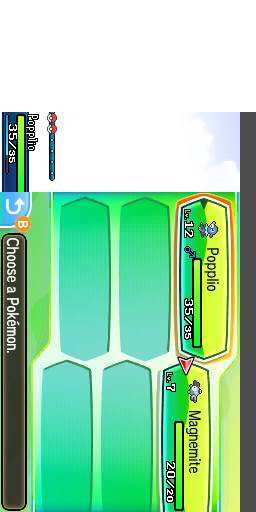 Popplio
35/35
Popplio
Lv. 12 ♂
35/35
Magnemite
Lv. 7
20/20
B
Choose a Pokémon.